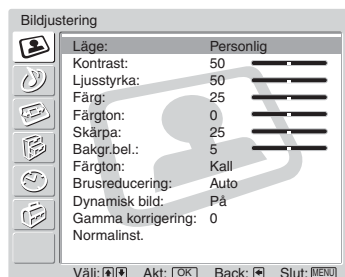 Bildjustering
Läge: Personlig
Kontrast: 50
Ljusstyrka: 50
Färg: 25
Färgton: 0
Skärpa: 25
Bakgr.bel.: 5
Färgton: Kall
Brusreducering: Auto
Dynamisk bild: På
Gamma korrigering: 0
Normalinst.
Välj: Akt: OK Back: Slut: MENU